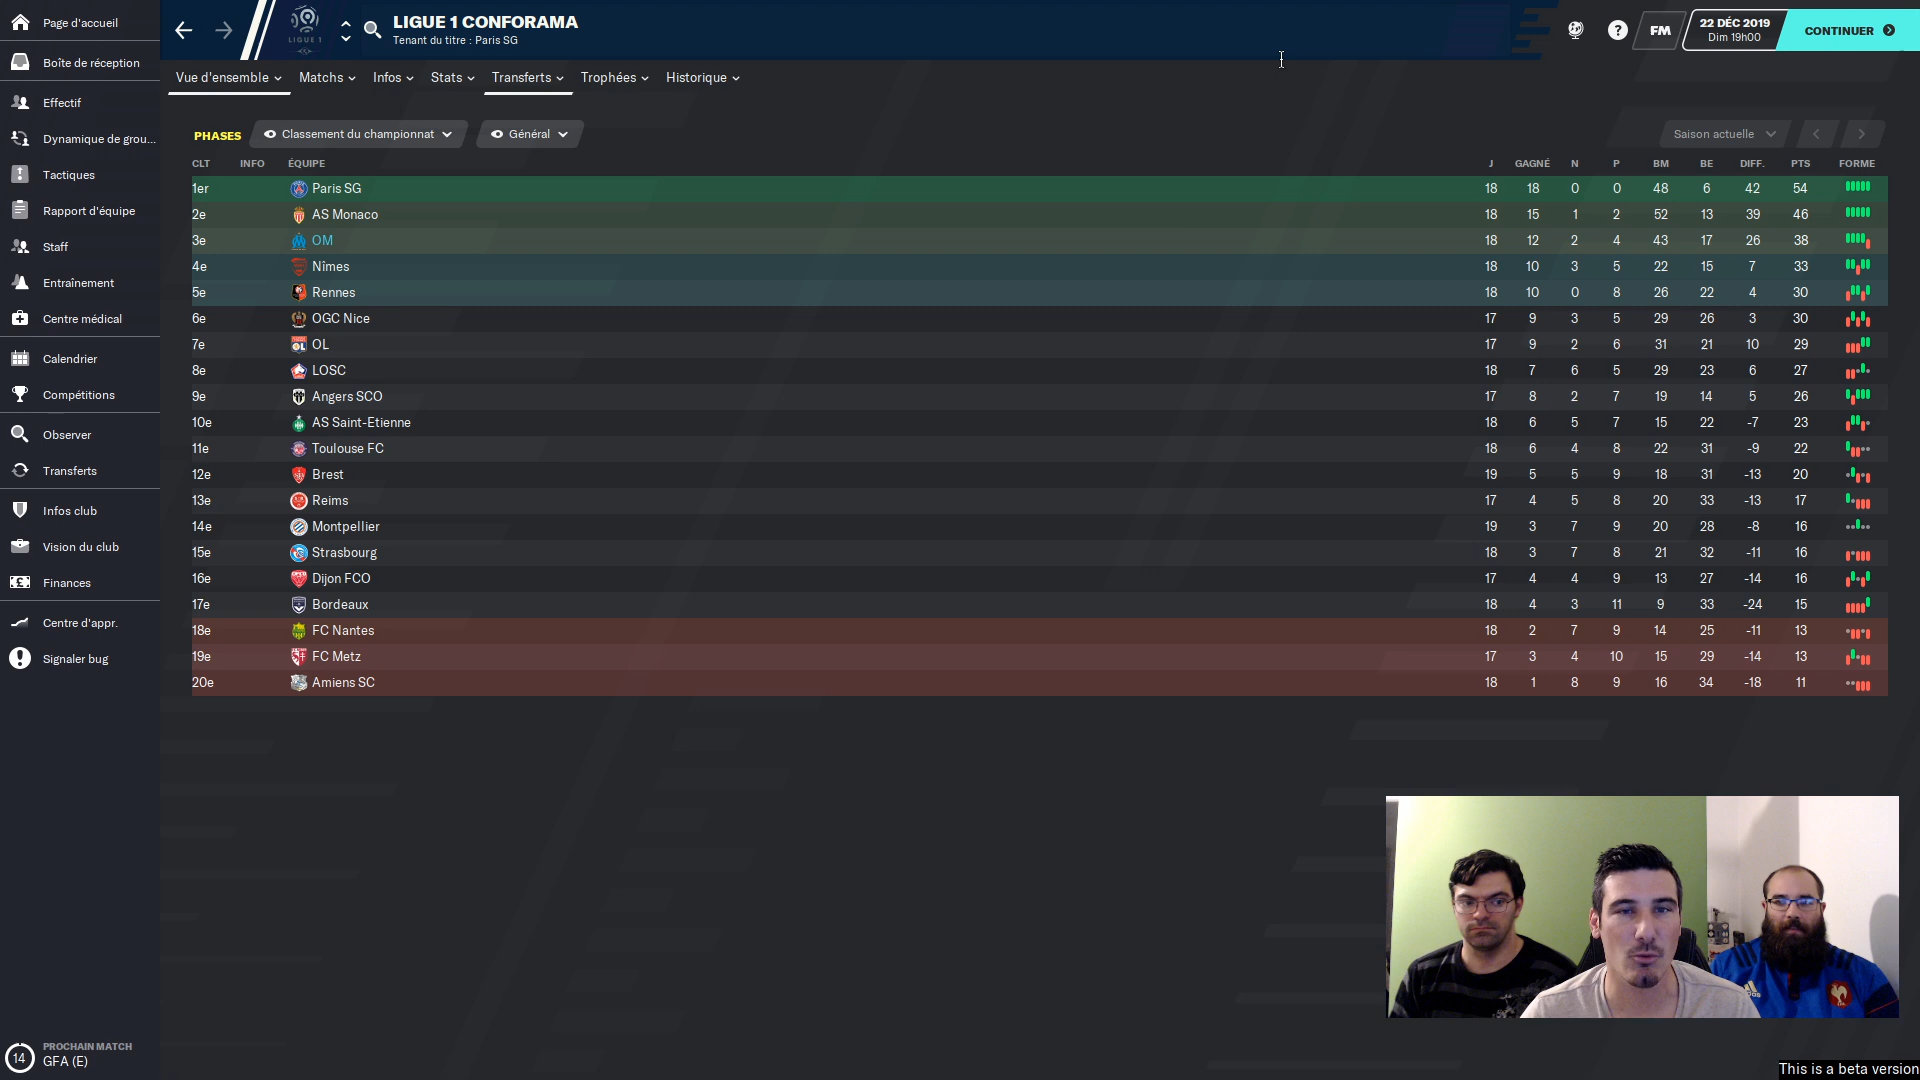 Page d'accueil
Boîte de réception
Effectif
Dynamique de grou...
Tactiques
Rapport d'équipe
Staff
Entraînement
Centre médical
Calendrier
Compétitions
Observer
Transferts
Infos club
Vision du club
Finances
Centre d'appr.
Signaler bug
14 PROCHAIN MATCH
GFA (E)
LIGUE 1
LIGUE 1 CONFORAMA
Tenant du titre : Paris SG
? FM 22 DÉC 2019 CONTINUER
Dim 19h00
Vue d'ensemble Matchs Infos Stats Transferts Trophées Historique
PHASES Classement du championnat Général Saison actuelle
CLT INFO ÉQUIPE J GAGNÉ N P BM BE DIFF. PTS FORME
1er Paris SG 18 18 0 0 48 6 42 54
2e AS Monaco 18 15 1 2 52 13 39 46
3e OM 18 12 2 4 43 17 26 38
4e Nîmes 18 10 3 5 22 15 7 33
5e Rennes 18 10 0 8 26 22 4 30
6e OGC Nice 17 9 3 5 29 26 3 30
7e OL 17 9 2 6 31 21 10 29
8e LOSC 18 7 6 5 29 23 6 27
9e Angers SCO 17 8 2 7 19 14 5 26
10e AS Saint-Etienne 18 6 5 7 15 22 -7 23
11e Toulouse FC 18 6 4 8 22 31 -9 22
12e Brest 19 5 5 9 18 31 -13 20
13e Reims 17 4 5 8 20 33 -13 17
14e Montpellier 19 3 7 9 20 28 -8 16
15e Strasbourg 18 3 7 8 21 32 -11 16
16e Dijon FCO 17 4 4 9 13 27 -14 16
17e Bordeaux 18 4 3 11 9 33 -24 15
18e FC Nantes 18 2 7 9 14 25 -11 13
19e FC Metz 17 3 4 10 15 29 -14 13
20e Amiens SC 18 1 8 9 16 34 -18 11
This is a beta version